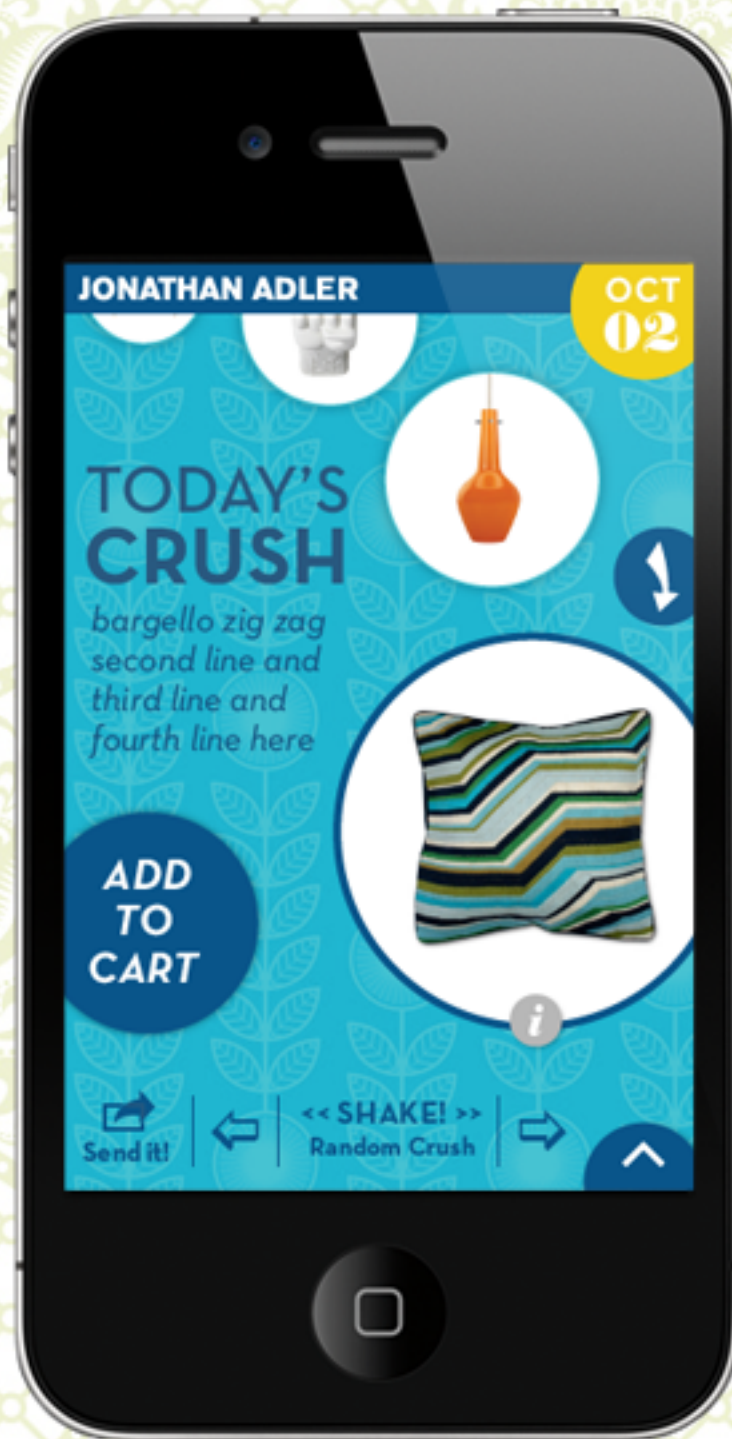 JONATHAN ADLER
OCT
02
TODAY'S
CRUSH
bargello zig zag
second line and
third line and
fourth line here
ADD
TO
CART
i
Send it!
<< SHAKE! >>
Random Crush